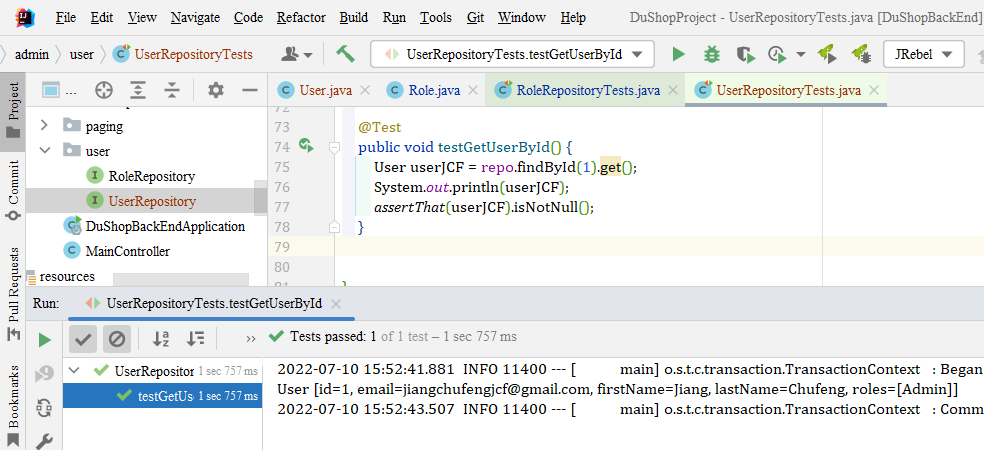 File Edit View Navigate Code Refactor Build Run Tools Git Window Help DuShopProject - UserRepositoryTests.java [DuShopBackEnd]
admin user UserRepositoryTests UserRepositoryTests.testGetUserById JRebel
Project ... User.java Role.java RoleRepositoryTests.java UserRepositoryTests.java
paging
user
RoleRepository
UserRepository
DuShopBackEndApplication
MainController
resources
73 @Test
74 public void testGetUserById() {
75 User userJCF = repo.findById(1).get();
76 System.out.println(userJCF);
77 assertThat(userJCF).isNotNull();
78 }
79
80
Commit
Pull Requests
Bookmarks
Run: UserRepositoryTests.testGetUserById
Tests passed: 1 of 1 test – 1 sec 757 ms
UserRepositor 1 sec 757 ms
testGetUs 1 sec 757 ms
2022-07-10 15:52:41.881 INFO 11400 --- [ main] o.s.t.c.transaction.TransactionContext : Began
User [id=1, email=jiangchufengjcf@gmail.com, firstName=Jiang, lastName=Chufeng, roles=[Admin]]
2022-07-10 15:52:43.507 INFO 11400 --- [ main] o.s.t.c.transaction.TransactionContext : Comm